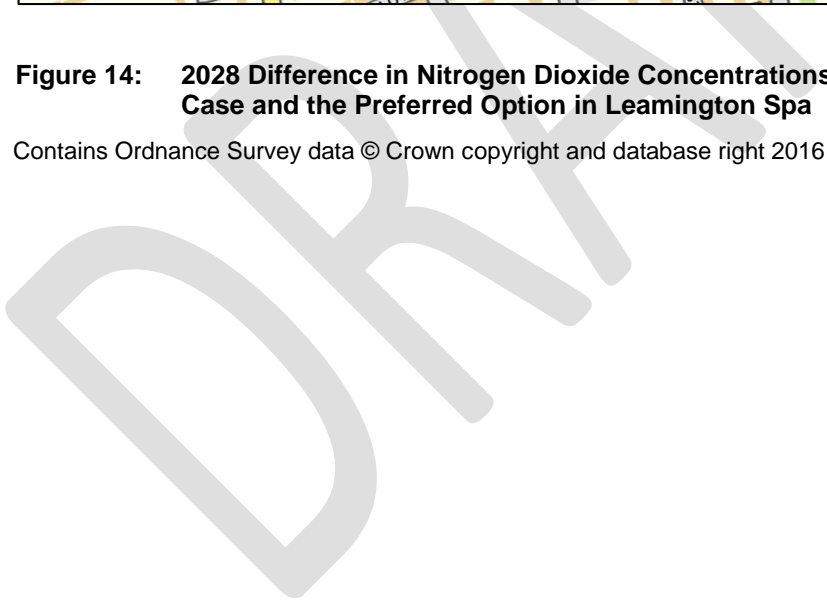 Figure 14: 2028 Difference in Nitrogen Dioxide Concentrations
Case and the Preferred Option in Leamington Spa
Contains Ordnance Survey data © Crown copyright and database right 2016
DRA